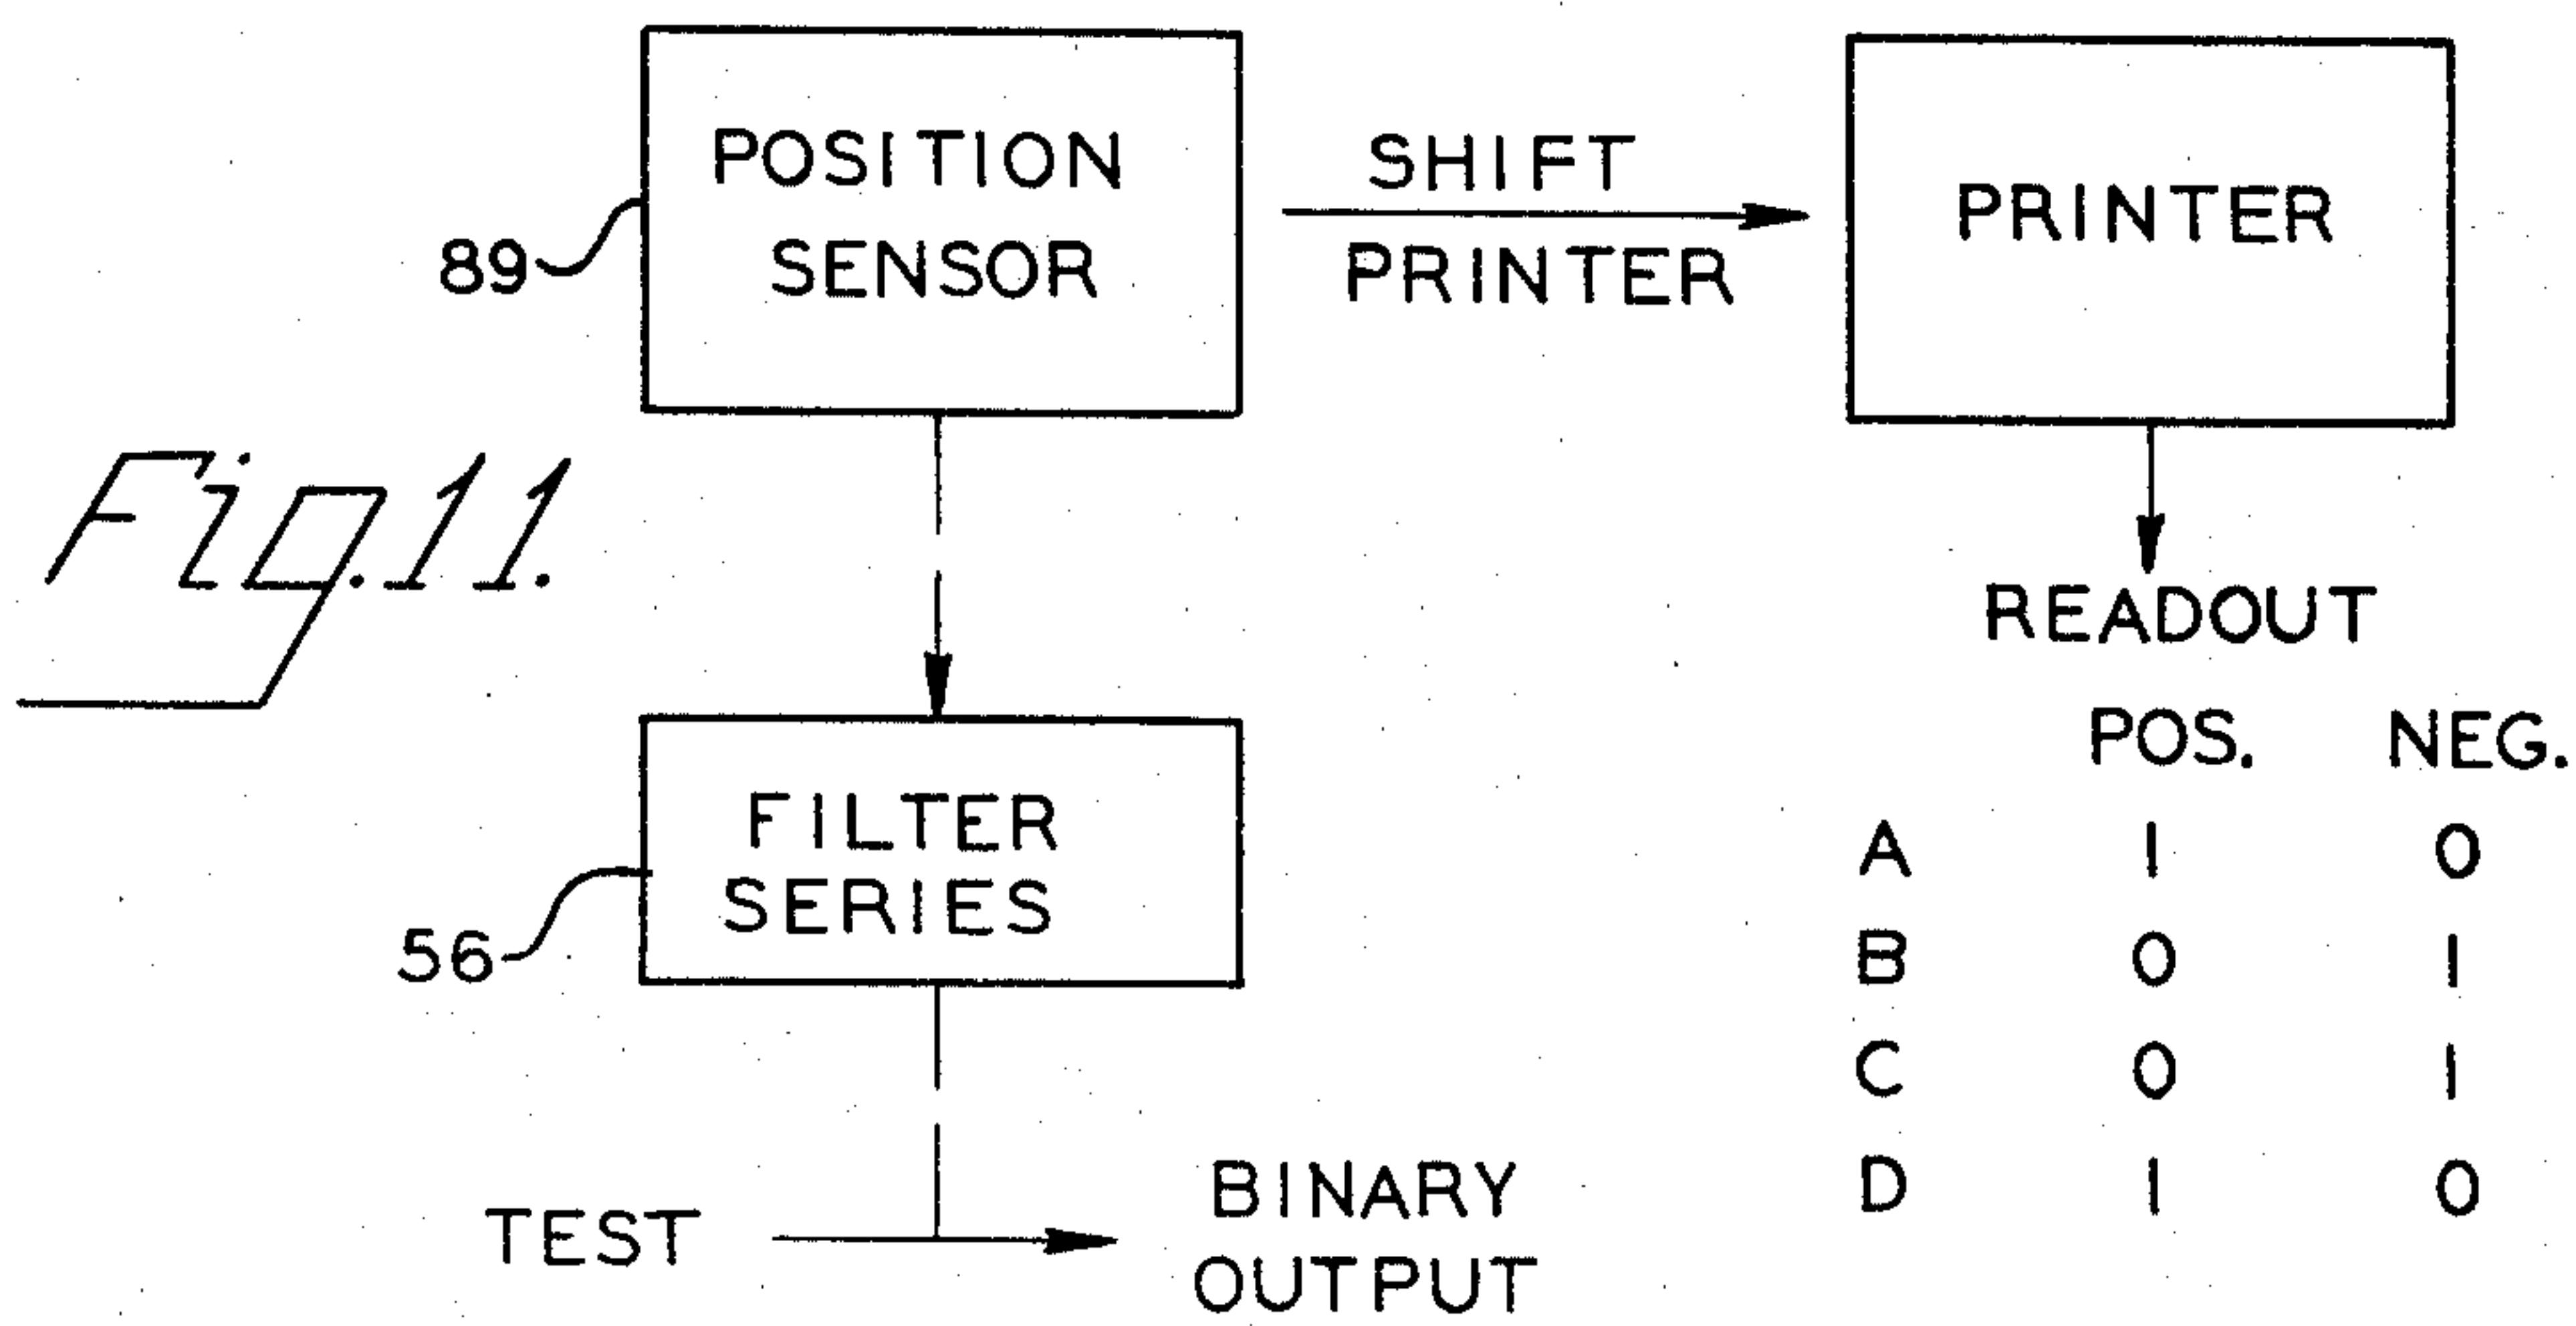 POSITION
SENSOR
89
SHIFT
PRINTER
PRINTER
Fig.11.
READOUT
POS. NEG.
A 1 0
B 0 1
C 0 1
D 1 0
FILTER
SERIES
56
TEST
BINARY
OUTPUT